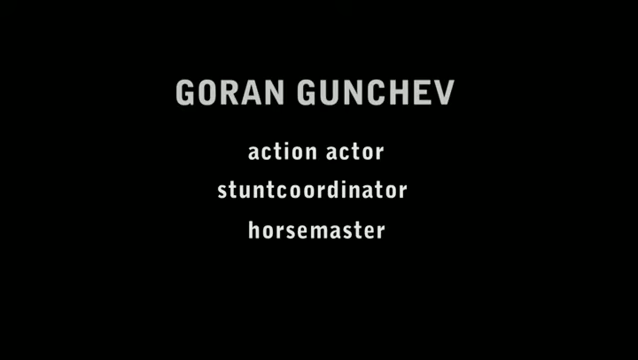 GORAN GUNCHEV
action actor
stuntcoordinator
horsemaster